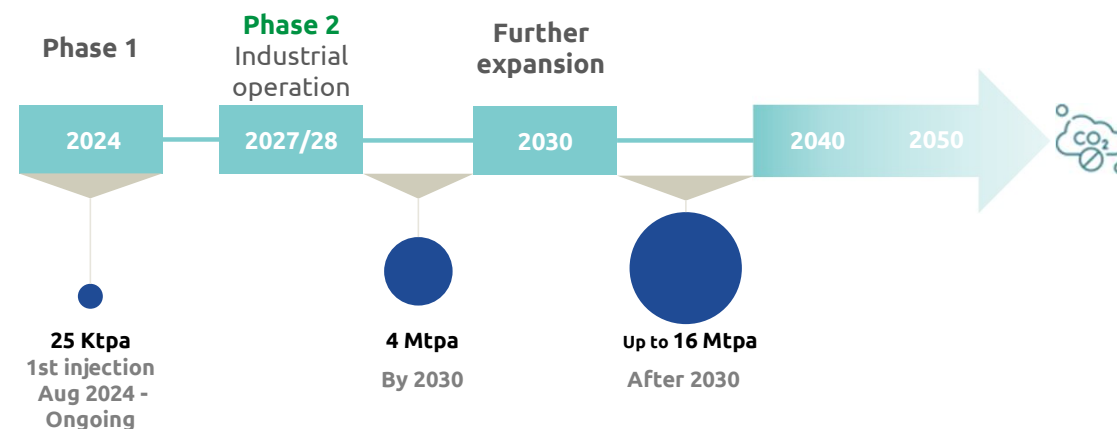 Phase 1
Phase 2
Industrial
operation
Further
expansion
2024
2027/28
2030
2040
2050
CO₂
25 Ktpa
1st injection
Aug 2024 -
Ongoing
4 Mtpa
By 2030
Up to 16 Mtpa
After 2030